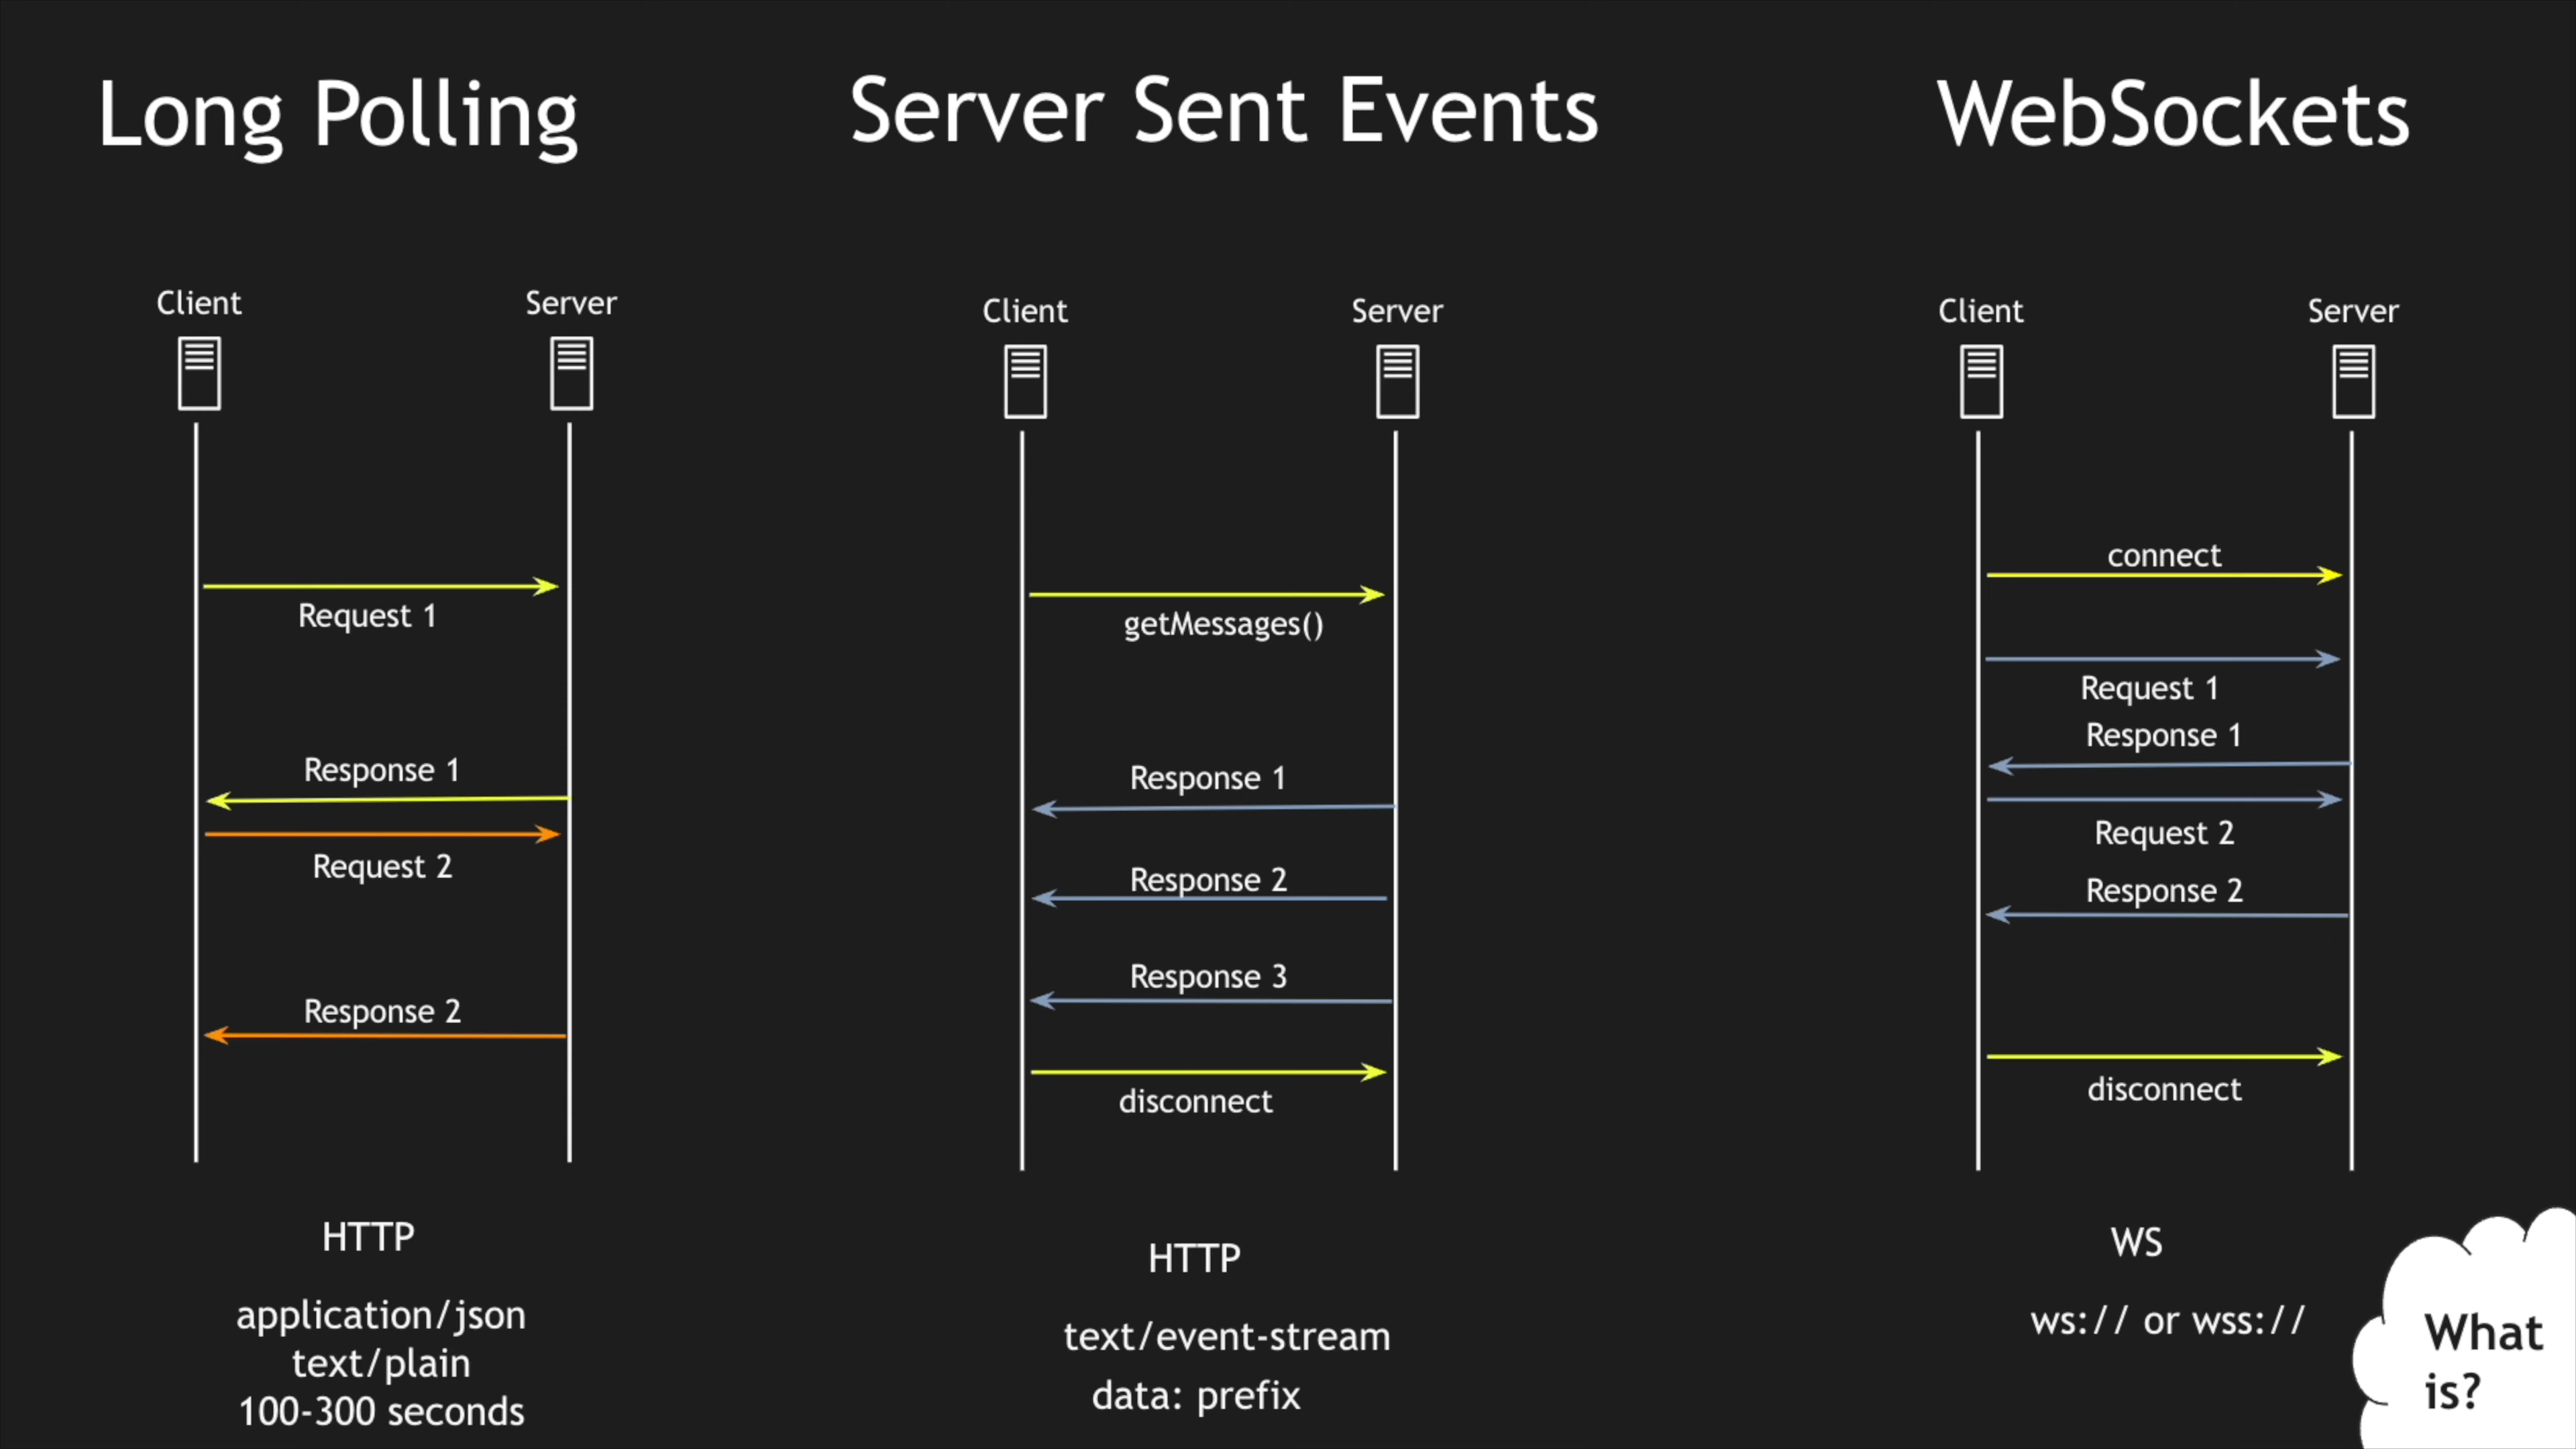 Long Polling
Client
Server
Request 1
Response 1
Request 2
Response 2
HTTP
application/json
text/plain
100-300 seconds
Server Sent Events
Client
Server
getMessages()
Response 1
Response 2
Response 3
disconnect
HTTP
text/event-stream
data: prefix
WebSockets
Client
Server
connect
Request 1
Response 1
Request 2
Response 2
disconnect
WS
ws:// or wss://
What
is?